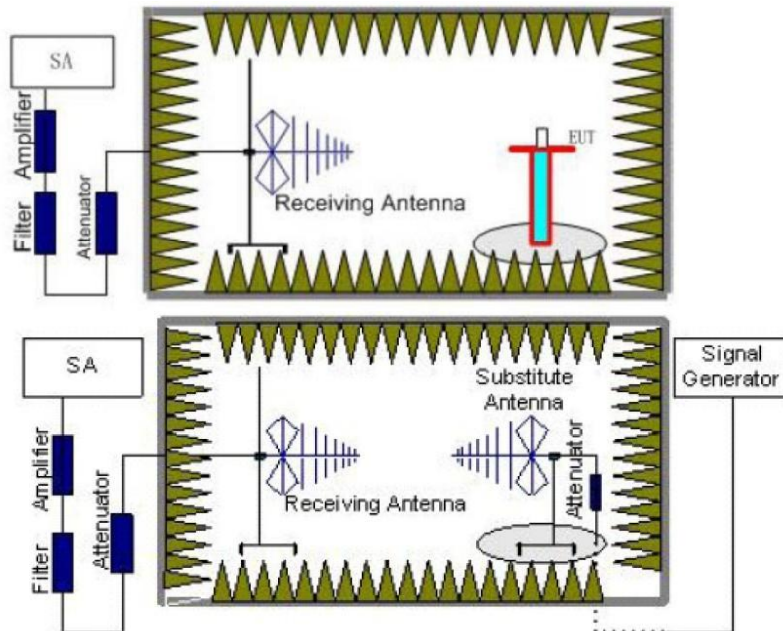 SA
Amplifier
Filter
Attenuator
Receiving Antenna
EUT
SA
Amplifier
Filter
Attenuator
Receiving Antenna
Substitute
Antenna
Attenuator
Signal
Generator